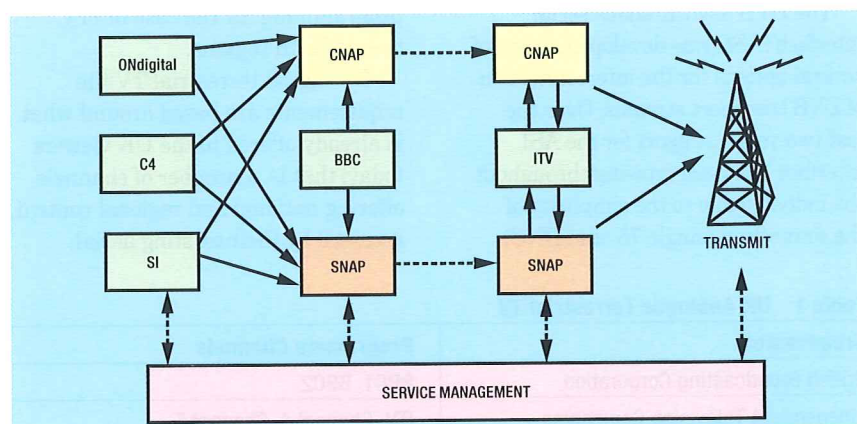 ONdigital
CNAP
CNAP
C4
BBC
ITV
SI
SNAP
SNAP
TRANSMIT
SERVICE MANAGEMENT